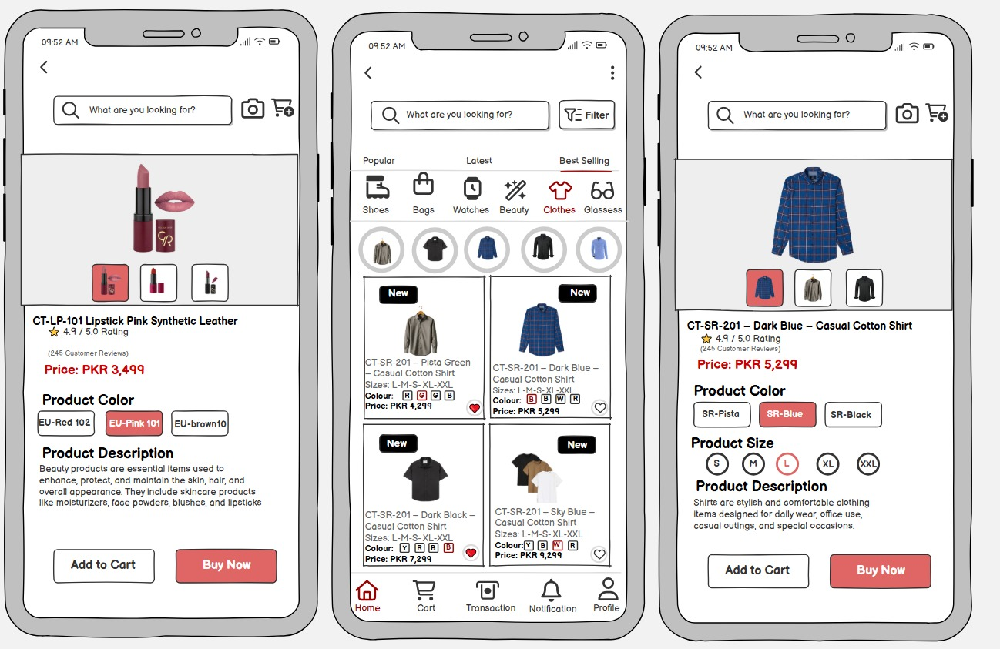 09:52 AM
What are you looking for?
GR
CT-LP-101 Lipstick Pink Synthetic Leather
4.9 / 5.0 Rating
(245 Customer Reviews)
Price: PKR 3,499
Product Color
EU-Red 102
EU-Pink 101
EU-brown10
Product Description
Beauty products are essential items used to
enhance, protect, and maintain the skin, hair, and
overall appearance. They include skincare products
like moisturizers, face powders, blushes, and lipsticks
Add to Cart
Buy Now
09:52 AM
What are you looking for?
Filter
Popular
Latest
Best Selling
Shoes
Bags
Watches
Beauty
Clothes
Glassess
New
CT-SR-201 – Pista Green
– Casual Cotton Shirt
Sizes: L-M-S- XL-XXL
Colour: R G G B
Price: PKR 4,299
New
CT-SR-201 – Dark Blue –
Casual Cotton Shirt
Sizes: L-M-S- XL-XXL
Colour: B B W R
Price: PKR 5,299
New
CT-SR-201 – Dark Black –
Casual Cotton Shirt
Sizes: L-M-S- XL-XXL
Colour: Y R B B
Price: PKR 7,299
New
CT-SR-201 – Sky Blue –
Casual Cotton Shirt
Sizes: L-M-S- XL-XXL
Colour: Y B W R
Price: PKR 9,299
Home
Cart
Transaction
Notification
Profile
09:52 AM
What are you looking for?
CT-SR-201 – Dark Blue – Casual Cotton Shirt
4.9 / 5.0 Rating
(245 Customer Reviews)
Price: PKR 5,299
Product Color
SR-Pista
SR-Blue
SR-Black
Product Size
S
M
L
XL
XXL
Product Description
Shirts are stylish and comfortable clothing
items designed for daily wear, office use,
casual outings, and special occasions.
Add to Cart
Buy Now